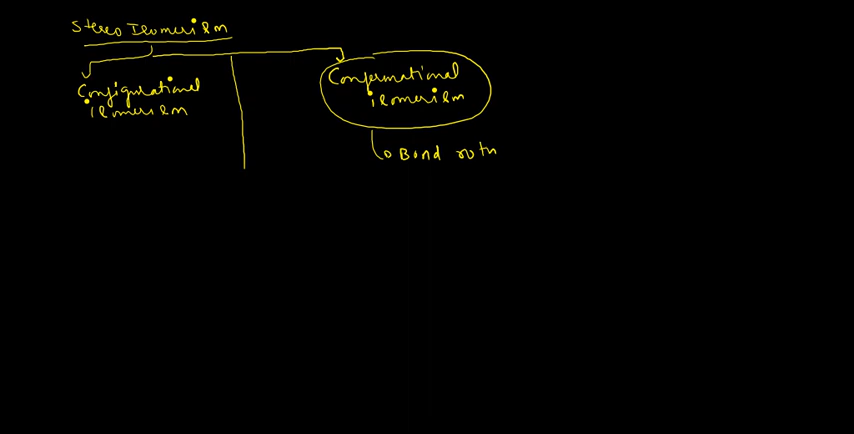 Stereo Isomerism
Configurational
isomerism
Conformational
isomerism
Bond rotn